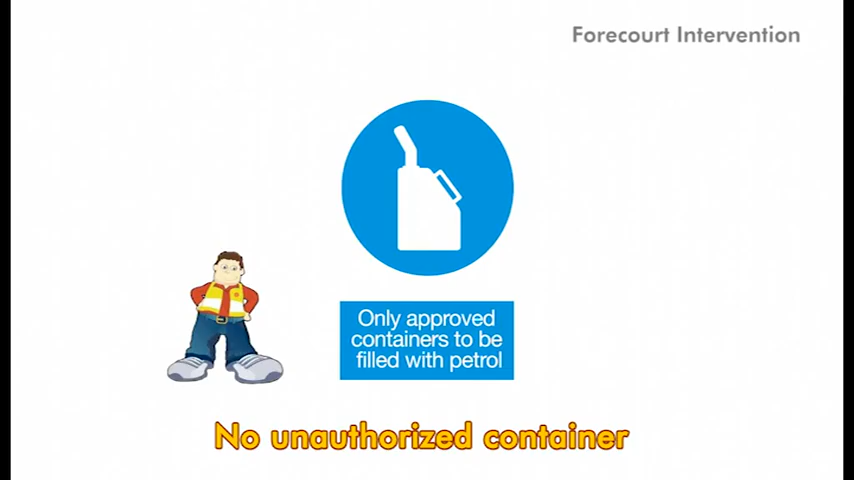 Forecourt Intervention
Only approved
containers to be
filled with petrol
No unauthorized container